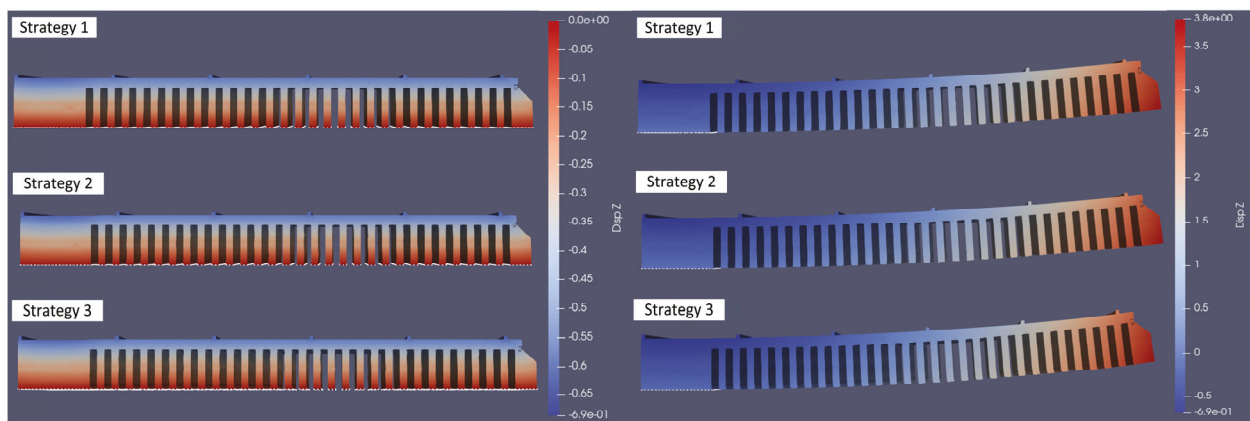 Strategy 1
Strategy 2
Strategy 3
0.0e+00
-0.05
-0.1
-0.15
-0.2
-0.25
-0.3
-0.35
-0.4
-0.45
-0.5
-0.55
-0.6
-0.65
-6.9e-01
Disp Z
Strategy 1
Strategy 2
Strategy 3
3.8e+00
3.5
3
2.5
2
1.5
1
0.5
0
-0.5
-6.9e-01
Disp Z